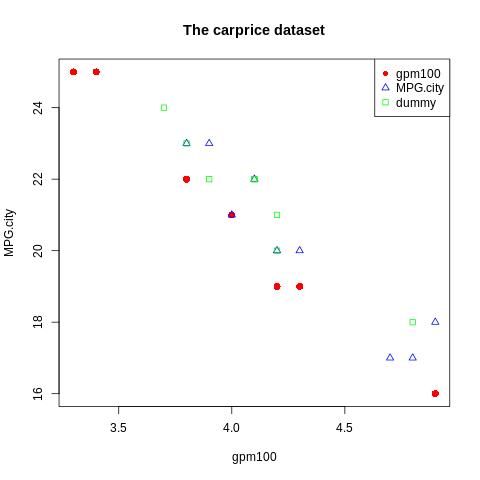 The carprice dataset
gpm100
MPG.city
dummy
24
22
20
18
16
MPG.city
3.5 4.0 4.5
gpm100